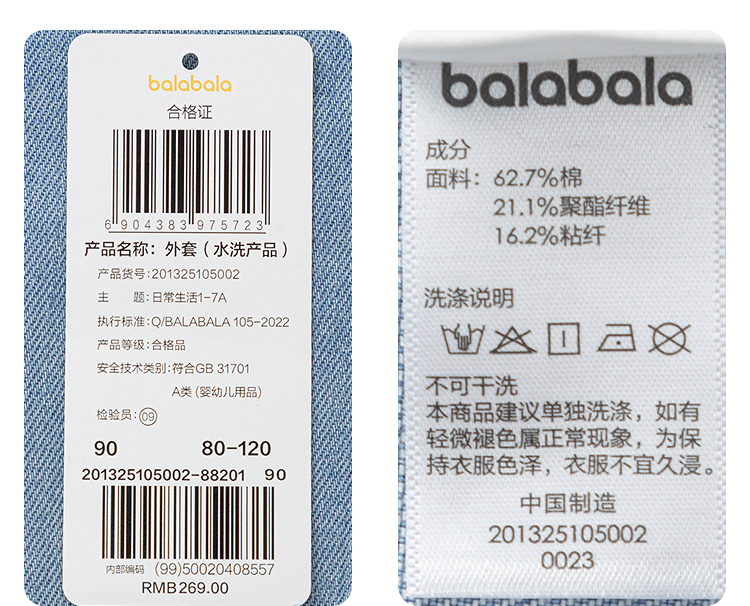 balabala
合格证
6 904383 975723
产品名称：外套（水洗产品）
产品货号:201325105002
主 题:日常生活1-7A
执行标准:Q/BALABALA 105-2022
产品等级:合格品
安全技术类别:符合GB 31701
A类 (婴幼儿用品)
检验员:09
90 80-120
201325105002-88201 90
内部编码 (99)50020408557
RMB269.00
balabala
成分
面料：62.7%棉
21.1%聚酯纤维
16.2%粘纤
洗涤说明
不可干洗
本商品建议单独洗涤，如有
轻微褪色属正常现象，为保
持衣服色泽，衣服不宜久浸。
中国制造
201325105002
0023